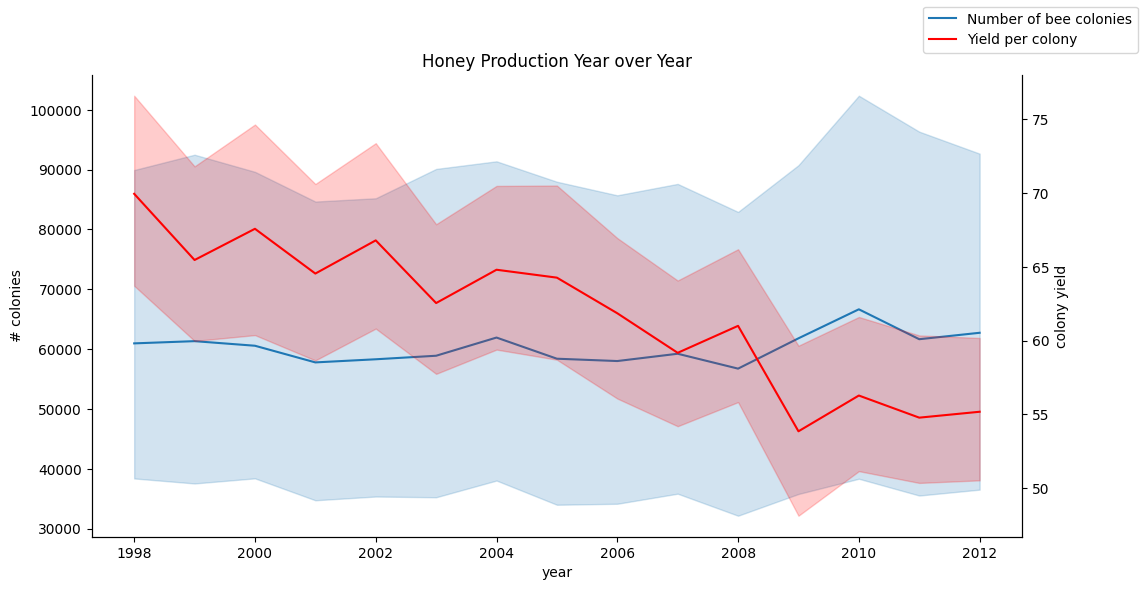 Number of bee colonies
Yield per colony
Honey Production Year over Year
# colonies
100000
90000
80000
70000
60000
50000
40000
30000
colony yield
75
70
65
60
55
50
1998 2000 2002 2004 2006 2008 2010 2012
year